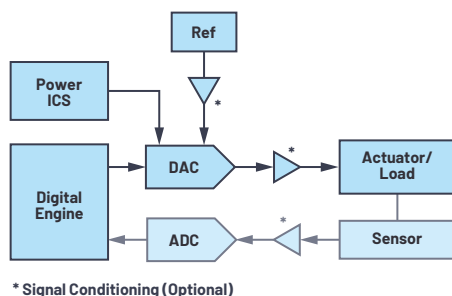 Ref
Power
ICS
*
DAC
*
Actuator/
Load
Digital
Engine
ADC
*
Sensor
* Signal Conditioning (Optional)